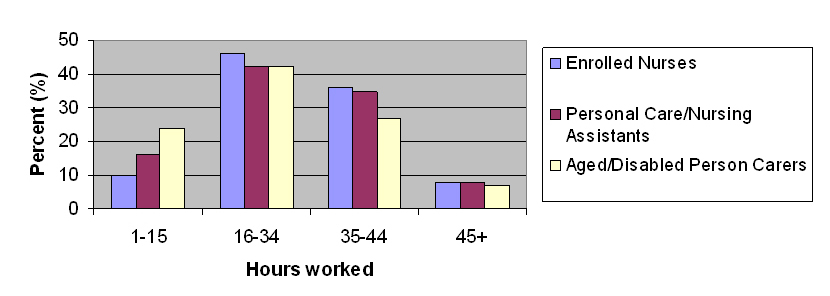 50
40
30
20
10
0
Percent (%)
1-15 16-34 35-44 45+
Hours worked
Enrolled Nurses
Personal Care/Nursing
Assistants
Aged/Disabled Person Carers